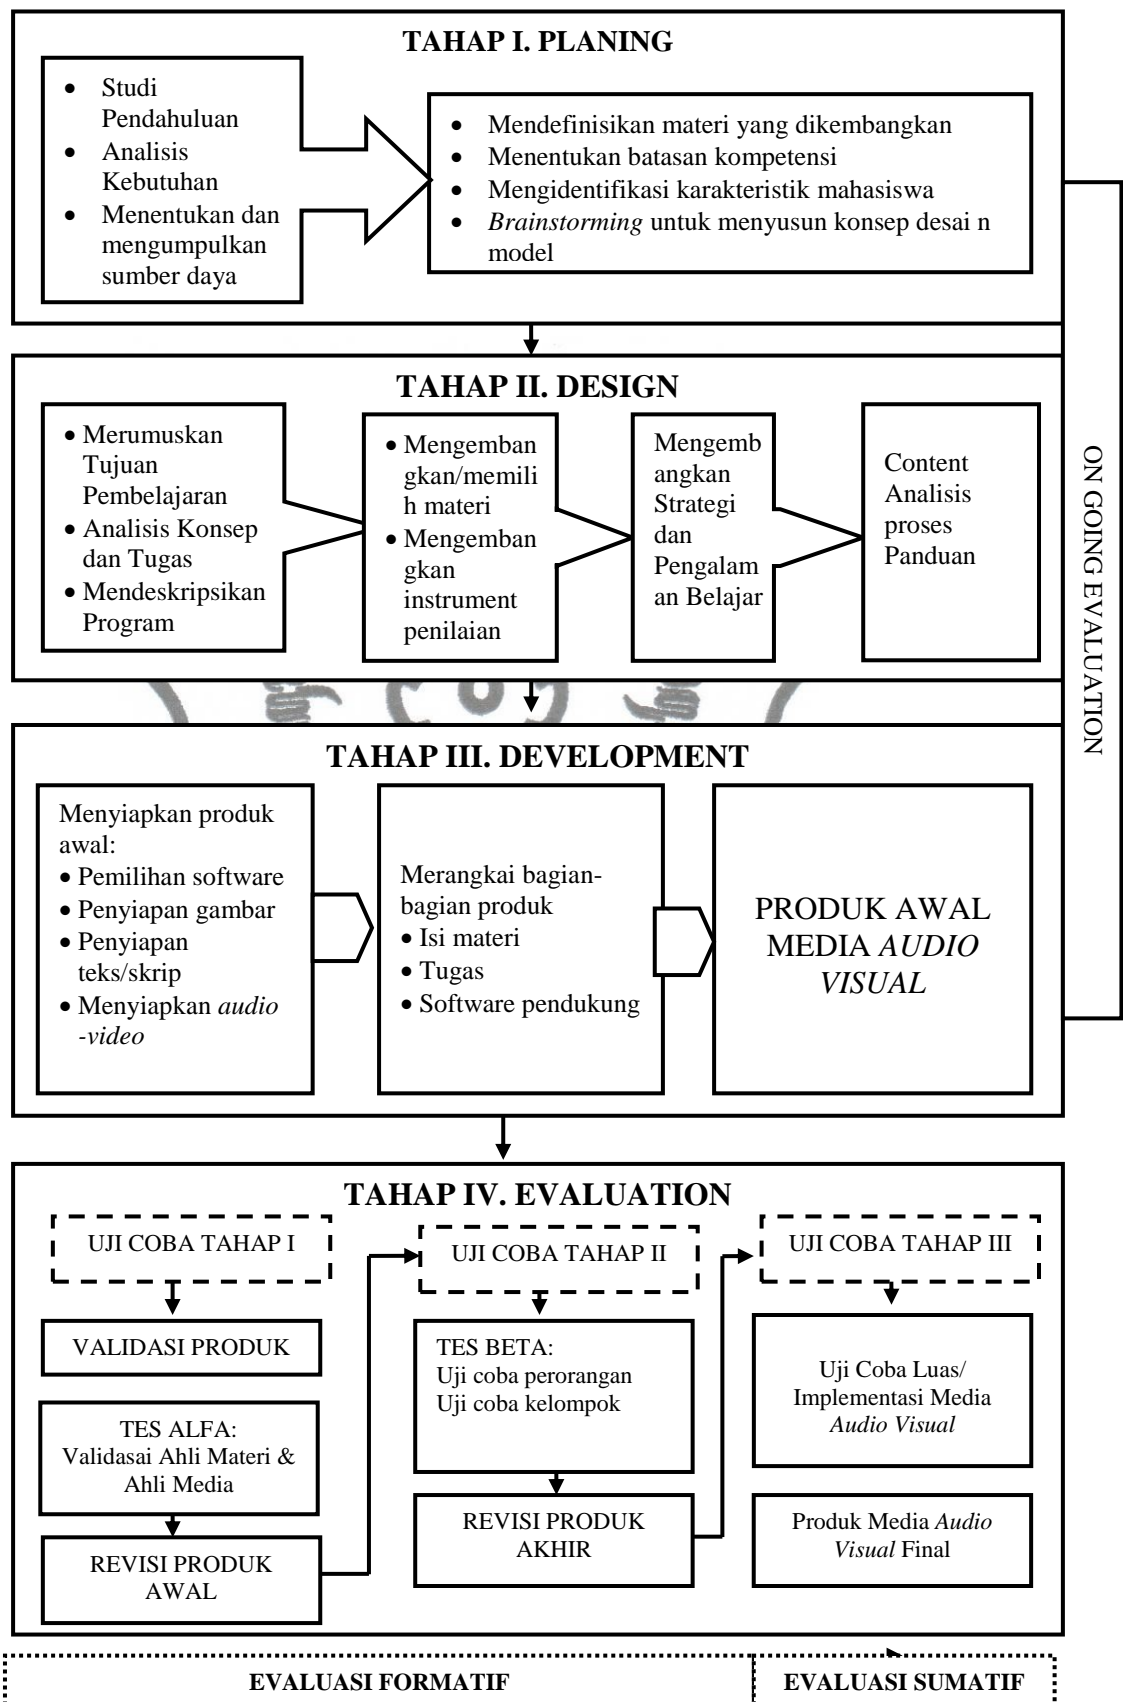 TAHAP I. PLANING
• Studi
Pendahuluan
• Analisis
Kebutuhan
• Menentukan dan
mengumpulkan
sumber daya
• Mendefinisikan materi yang dikembangkan
• Menentukan batasan kompetensi
• Mengidentifikasi karakteristik mahasiswa
• Brainstorming untuk menyusun konsep desai n
model
TAHAP II. DESIGN
• Merumuskan
Tujuan
Pembelajaran
• Analisis Konsep
dan Tugas
• Mendeskripsikan
Program
• Mengemban
gkan/memili
h materi
• Mengemban
gkan
instrument
penilaian
Mengemb
angkan
Strategi
dan
Pengalam
an Belajar
Content
Analisis
proses
Panduan
ON GOING EVALUATION
TAHAP III. DEVELOPMENT
Menyiapkan produk
awal:
• Pemilihan software
• Penyiapan gambar
• Penyiapan
teks/skrip
• Menyiapkan audio
-video
Merangkai bagian-
bagian produk
• Isi materi
• Tugas
• Software pendukung
PRODUK AWAL
MEDIA AUDIO
VISUAL
TAHAP IV. EVALUATION
UJI COBA TAHAP I
VALIDASI PRODUK
TES ALFA:
Validasai Ahli Materi &
Ahli Media
REVISI PRODUK
AWAL
UJI COBA TAHAP II
TES BETA:
Uji coba perorangan
Uji coba kelompok
REVISI PRODUK
AKHIR
UJI COBA TAHAP III
Uji Coba Luas/
Implementasi Media
Audio Visual
Produk Media Audio
Visual Final
EVALUASI FORMATIF
EVALUASI SUMATIF